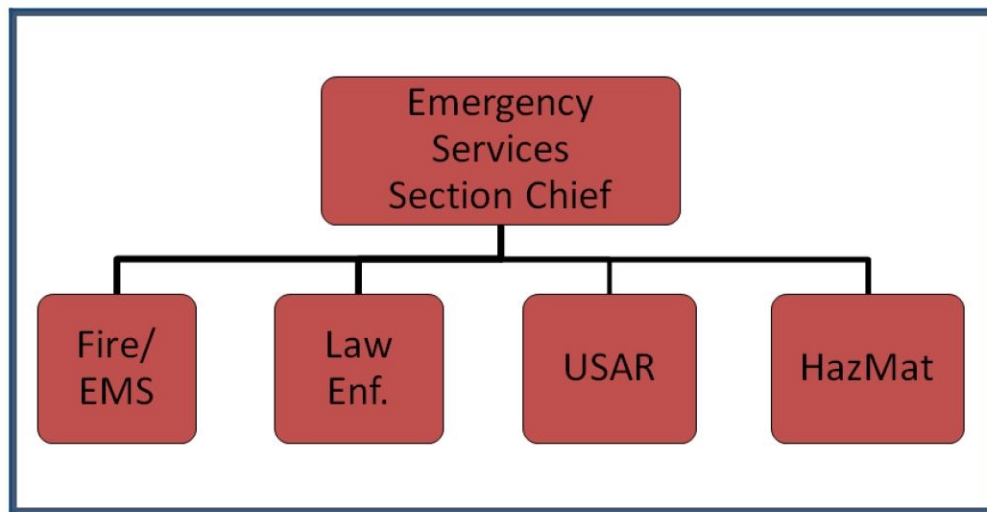 Emergency
Services
Section Chief
Fire/
EMS
Law
Enf.
USAR
HazMat